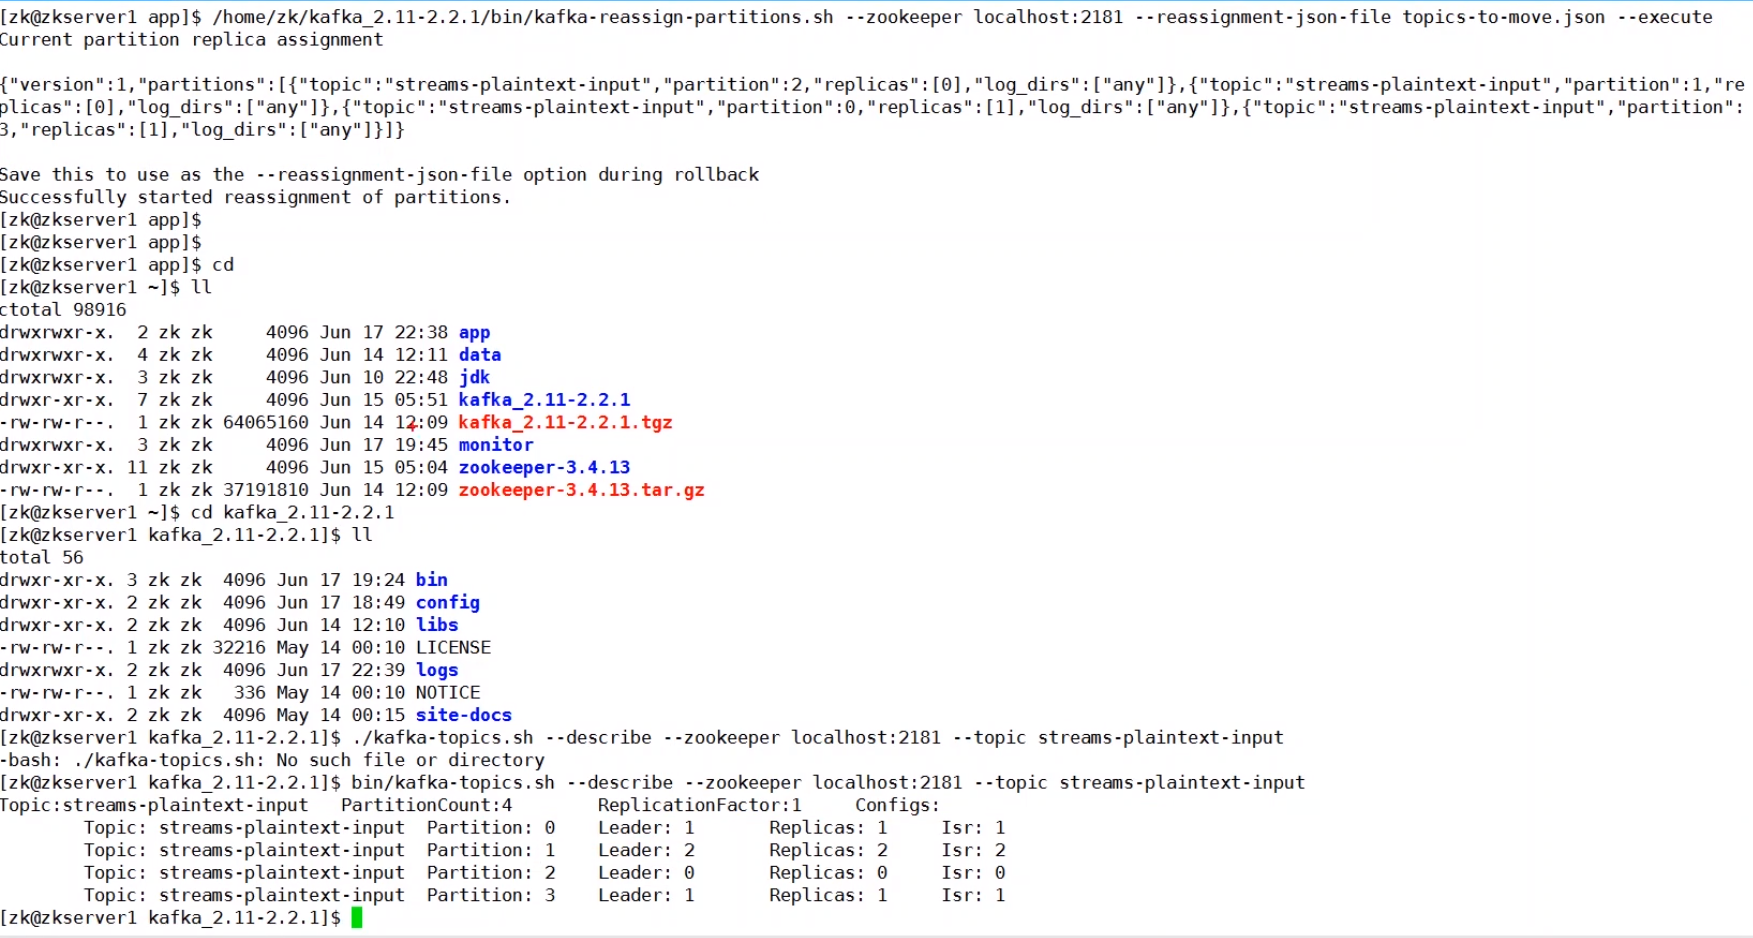 [zk@zkserver1 app]$ /home/zk/kafka_2.11-2.2.1/bin/kafka-reassign-partitions.sh --zookeeper localhost:2181 --reassignment-json-file topics-to-move.json --execute
Current partition replica assignment
{"version":1,"partitions":[{"topic":"streams-plaintext-input","partition":2,"replicas":[0],"log_dirs":["any"]},{"topic":"streams-plaintext-input","partition":1,"re
plicas":[0],"log_dirs":["any"]},{"topic":"streams-plaintext-input","partition":0,"replicas":[1],"log_dirs":["any"]},{"topic":"streams-plaintext-input","partition":
3,"replicas":[1],"log_dirs":["any"]}]}
Save this to use as the --reassignment-json-file option during rollback
Successfully started reassignment of partitions.
[zk@zkserver1 app]$
[zk@zkserver1 app]$
[zk@zkserver1 app]$ cd
[zk@zkserver1 ~]$ ll
ctotal 98916
drwxrwxr-x.  2 zk zk     4096 Jun 17 22:38 app
drwxrwxr-x.  4 zk zk     4096 Jun 14 12:11 data
drwxrwxr-x.  3 zk zk     4096 Jun 10 22:48 jdk
drwxr-xr-x.  7 zk zk     4096 Jun 15 05:51 kafka_2.11-2.2.1
-rw-rw-r--.  1 zk zk 64065160 Jun 14 12:09 kafka_2.11-2.2.1.tgz
drwxrwxr-x.  3 zk zk     4096 Jun 17 19:45 monitor
drwxrwxr-x. 11 zk zk     4096 Jun 15 05:04 zookeeper-3.4.13
-rw-rw-r--.  1 zk zk 37191810 Jun 14 12:09 zookeeper-3.4.13.tar.gz
[zk@zkserver1 ~]$ cd kafka_2.11-2.2.1
[zk@zkserver1 kafka_2.11-2.2.1]$ ll
total 56
drwxr-xr-x. 3 zk zk  4096 Jun 17 19:24 bin
drwxr-xr-x. 2 zk zk  4096 Jun 17 18:49 config
drwxr-xr-x. 2 zk zk  4096 Jun 14 12:10 libs
-rw-rw-r--. 1 zk zk 32216 May 14 00:10 LICENSE
drwxrwxr-x. 2 zk zk  4096 Jun 17 22:39 logs
-rw-rw-r--. 1 zk zk   336 May 14 00:10 NOTICE
drwxr-xr-x. 2 zk zk  4096 May 14 00:15 site-docs
[zk@zkserver1 kafka_2.11-2.2.1]$ ./kafka-topics.sh --describe --zookeeper localhost:2181 --topic streams-plaintext-input
-bash: ./kafka-topics.sh: No such file or directory
[zk@zkserver1 kafka_2.11-2.2.1]$ bin/kafka-topics.sh --describe --zookeeper localhost:2181 --topic streams-plaintext-input
Topic:streams-plaintext-input   PartitionCount:4        ReplicationFactor:1     Configs:
        Topic: streams-plaintext-input  Partition: 0    Leader: 1       Replicas: 1     Isr: 1
        Topic: streams-plaintext-input  Partition: 1    Leader: 2       Replicas: 2     Isr: 2
        Topic: streams-plaintext-input  Partition: 2    Leader: 0       Replicas: 0     Isr: 0
        Topic: streams-plaintext-input  Partition: 3    Leader: 1       Replicas: 1     Isr: 1
[zk@zkserver1 kafka_2.11-2.2.1]$